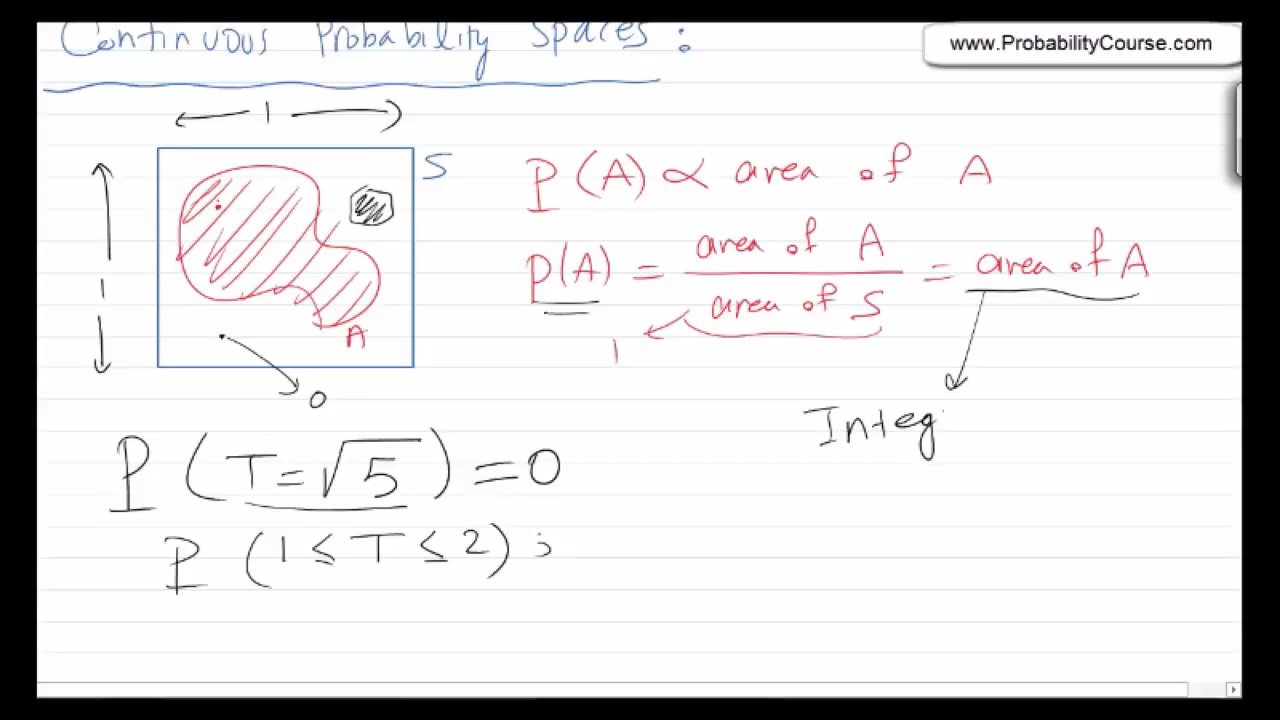 Continuous Probability Spaces :
www.ProbabilityCourse.com
1
S
P(A) ∝ area of A
1
P(A) = area of A / area of S = area of A
A
1
0
Integ
P(T=√5)=0
P(1≤T≤2)